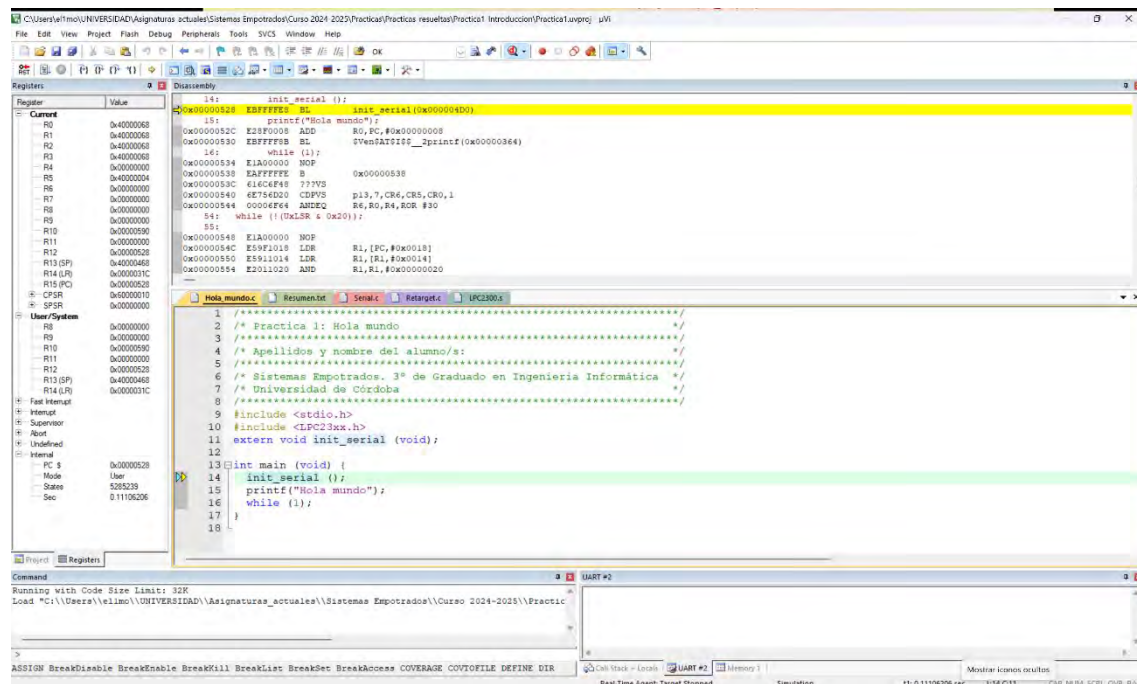 C:\Users\el1mo\UNIVERSIDAD\Asignaturas actuales\Sistemas Empotrados\Curso 2024-2025\Practicas\Practicas resueltas\Practica1 Introduccion\Practica1.uvproj - µVi
File Edit View Project Flash Debug Peripherals Tools SVCS Window Help
OK
RST
Registers
Register Value
Current
R0 0x40000068
R1 0x40000068
R2 0x40000068
R3 0x40000068
R4 0x00000000
R5 0x40000004
R6 0x00000000
R7 0x00000000
R8 0x00000000
R9 0x00000000
R10 0x00000590
R11 0x00000000
R12 0x00000528
R13 (SP) 0x40000468
R14 (LR) 0x0000031C
R15 (PC) 0x00000528
CPSR 0x60000010
SPSR 0x00000000
User/System
R8 0x00000000
R9 0x00000000
R10 0x00000590
R11 0x00000000
R12 0x00000528
R13 (SP) 0x40000468
R14 (LR) 0x0000031C
Fast Interrupt
Interrupt
Supervisor
Abort
Undefined
Internal
PC $ 0x00000528
Mode User
States 5285239
Sec 0.11106206
Project Registers
Disassembly
14: init_serial ();
0x00000528 EBFFFFE8 BL init_serial(0x000004D0)
15: printf("Hola mundo");
0x0000052C E28F0008 ADD R0,PC,#0x00000008
0x00000530 EBFFFF8B BL $Ven$AT$I$$__2printf(0x00000364)
16: while (1);
0x00000534 E1A00000 NOP
0x00000538 EAFFFFFE B 0x00000538
0x0000053C 616C6F48 ???VS
0x00000540 6E756D20 CDPVS p13,7,CR6,CR5,CR0,1
0x00000544 00006F64 ANDEQ R6,R0,R4,ROR #30
54: while (!(UxLSR & 0x20));
55:
0x00000548 E1A00000 NOP
0x0000054C E59F1018 LDR R1,[PC,#0x0018]
0x00000550 E5911014 LDR R1,[R1,#0x0014]
0x00000554 E2011020 AND R1,R1,#0x00000020
Hola_mundo.c Resumen.txt Serial.c Retarget.c LPC2300.s
1 /******************************************************************/
2 /* Practica 1: Hola mundo */
3 /******************************************************************/
4 /* Apellidos y nombre del alumno/s: */
5 /******************************************************************/
6 /* Sistemas Empotrados. 3º de Graduado en Ingeniería Informática */
7 /* Universidad de Córdoba */
8 /******************************************************************/
9 #include <stdio.h>
10 #include <LPC23xx.h>
11 extern void init_serial (void);
12
13 int main (void) {
14 init_serial ();
15 printf("Hola mundo");
16 while (1);
17 }
18
Command
Running with Code Size Limit: 32K
Load "C:\\Users\\el1mo\\UNIVERSIDAD\\Asignaturas_actuales\\Sistemas Empotrados\\Curso 2024-2025\\Practic
>
ASSIGN BreakDisable BreakEnable BreakKill BreakList BreakSet BreakAccess COVERAGE COVTOFILE DEFINE DIR
UART #2
Call Stack + Locals UART #2 Memory 1
Mostrar iconos ocultos
Real-Time Agent: Target Stopped Simulation t1: 0.11106206 sec L:14 C:11 CAP NUM SCRL OVR